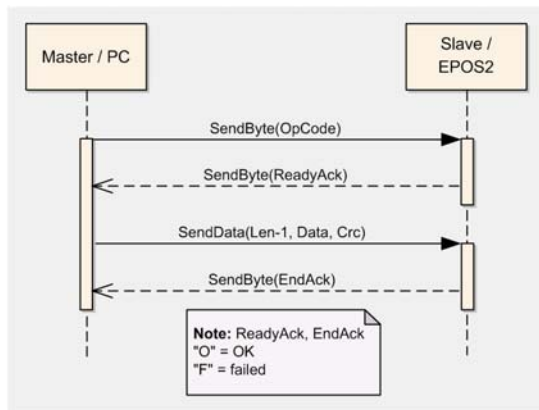 Master / PC
Slave /
EPOS2
SendByte(OpCode)
SendByte(ReadyAck)
SendData(Len-1, Data, Crc)
SendByte(EndAck)
Note: ReadyAck, EndAck
"O" = OK
"F" = failed